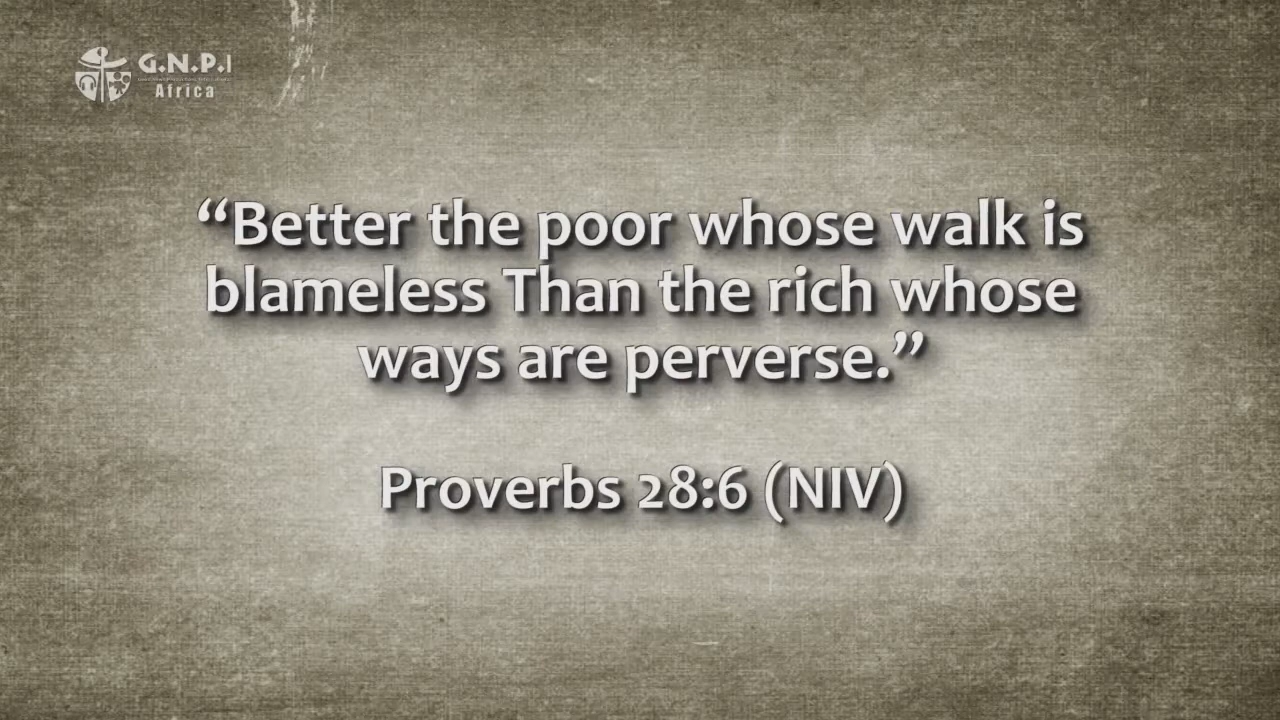 G.N.P.I
Africa
“Better the poor whose walk is
blameless Than the rich whose
ways are perverse.”
Proverbs 28:6 (NIV)